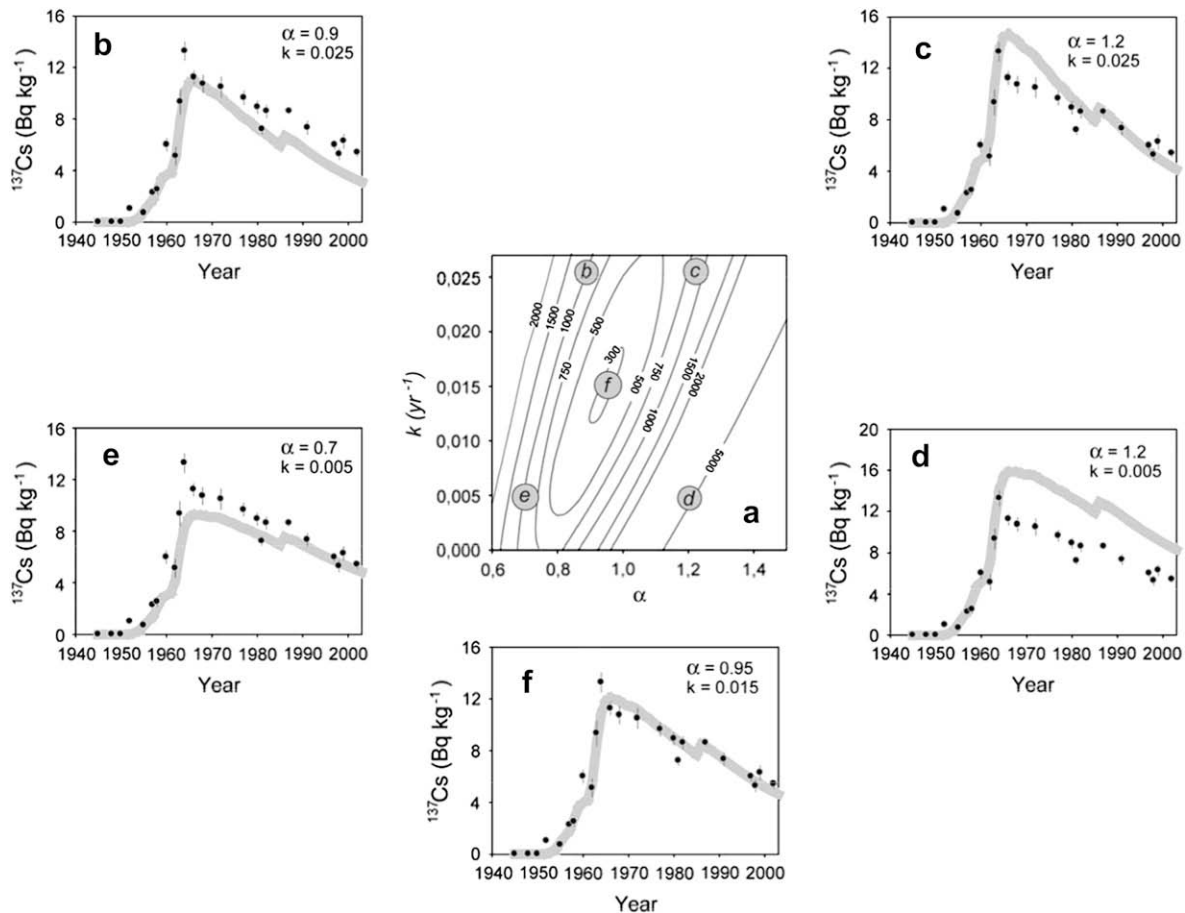 b
α = 0.9
k = 0.025
16
12
8
4
0
¹³⁷Cs (Bq kg⁻¹)
1940 1950 1960 1970 1980 1990 2000
Year
c
α = 1.2
k = 0.025
16
12
8
4
0
¹³⁷Cs (Bq kg⁻¹)
1940 1950 1960 1970 1980 1990 2000
Year
a
b
c
d
e
f
2000
1500
1000
750
500
300
500
750
1000
1500
2000
5000
0,025
0,020
0,015
0,010
0,005
0,000
k (yr⁻¹)
0,6 0,8 1,0 1,2 1,4
α
e
α = 0.7
k = 0.005
16
12
8
4
0
¹³⁷Cs (Bq kg⁻¹)
1940 1950 1960 1970 1980 1990 2000
Year
d
α = 1.2
k = 0.005
20
16
12
8
4
0
¹³⁷Cs (Bq kg⁻¹)
1940 1950 1960 1970 1980 1990 2000
Year
f
α = 0.95
k = 0.015
16
12
8
4
0
¹³⁷Cs (Bq kg⁻¹)
1940 1950 1960 1970 1980 1990 2000
Year